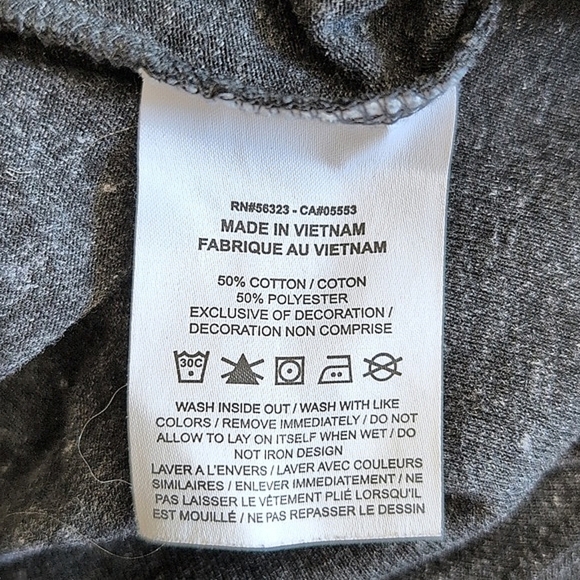 RN#56323 - CA#05553
MADE IN VIETNAM
FABRIQUE AU VIETNAM
50% COTTON / COTON
50% POLYESTER
EXCLUSIVE OF DECORATION /
DECORATION NON COMPRISE
30C
WASH INSIDE OUT / WASH WITH LIKE
COLORS / REMOVE IMMEDIATELY / DO NOT
ALLOW TO LAY ON ITSELF WHEN WET / DO
NOT IRON DESIGN
LAVER A L'ENVERS / LAVER AVEC COULEURS
SIMILAIRES / ENLEVER IMMÉDIATEMENT / NE
PAS LAISSER LE VÊTEMENT PLIÉ LORSQU'IL
EST MOUILLÉ / NE PAS REPASSER LE DESSIN